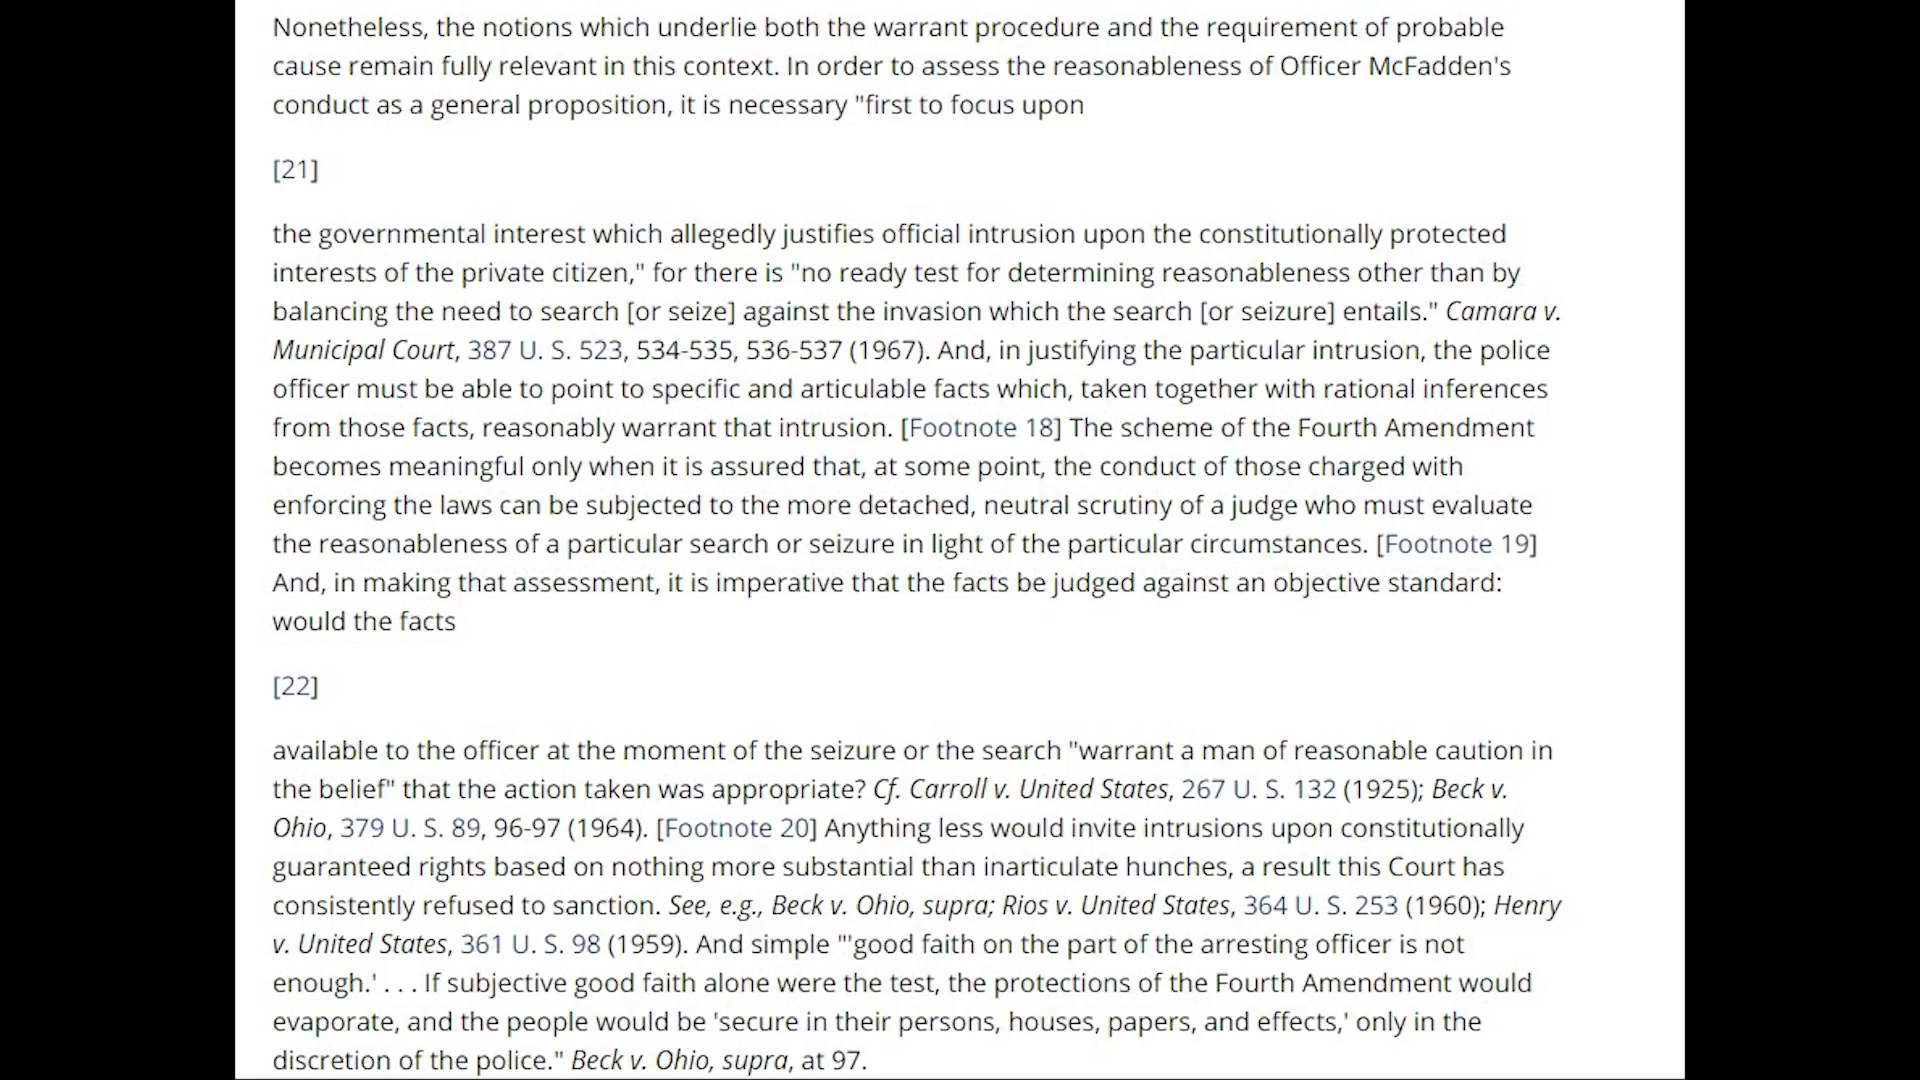 Nonetheless, the notions which underlie both the warrant procedure and the requirement of probable
cause remain fully relevant in this context. In order to assess the reasonableness of Officer McFadden's
conduct as a general proposition, it is necessary "first to focus upon
[21]
the governmental interest which allegedly justifies official intrusion upon the constitutionally protected
interests of the private citizen," for there is "no ready test for determining reasonableness other than by
balancing the need to search [or seize] against the invasion which the search [or seizure] entails." Camara v.
Municipal Court, 387 U. S. 523, 534-535, 536-537 (1967). And, in justifying the particular intrusion, the police
officer must be able to point to specific and articulable facts which, taken together with rational inferences
from those facts, reasonably warrant that intrusion. [Footnote 18] The scheme of the Fourth Amendment
becomes meaningful only when it is assured that, at some point, the conduct of those charged with
enforcing the laws can be subjected to the more detached, neutral scrutiny of a judge who must evaluate
the reasonableness of a particular search or seizure in light of the particular circumstances. [Footnote 19]
And, in making that assessment, it is imperative that the facts be judged against an objective standard:
would the facts
[22]
available to the officer at the moment of the seizure or the search "warrant a man of reasonable caution in
the belief" that the action taken was appropriate? Cf. Carroll v. United States, 267 U. S. 132 (1925); Beck v.
Ohio, 379 U. S. 89, 96-97 (1964). [Footnote 20] Anything less would invite intrusions upon constitutionally
guaranteed rights based on nothing more substantial than inarticulate hunches, a result this Court has
consistently refused to sanction. See, e.g., Beck v. Ohio, supra; Rios v. United States, 364 U. S. 253 (1960); Henry
v. United States, 361 U. S. 98 (1959). And simple "'good faith on the part of the arresting officer is not
enough.' . . . If subjective good faith alone were the test, the protections of the Fourth Amendment would
evaporate, and the people would be 'secure in their persons, houses, papers, and effects,' only in the
discretion of the police." Beck v. Ohio, supra, at 97.